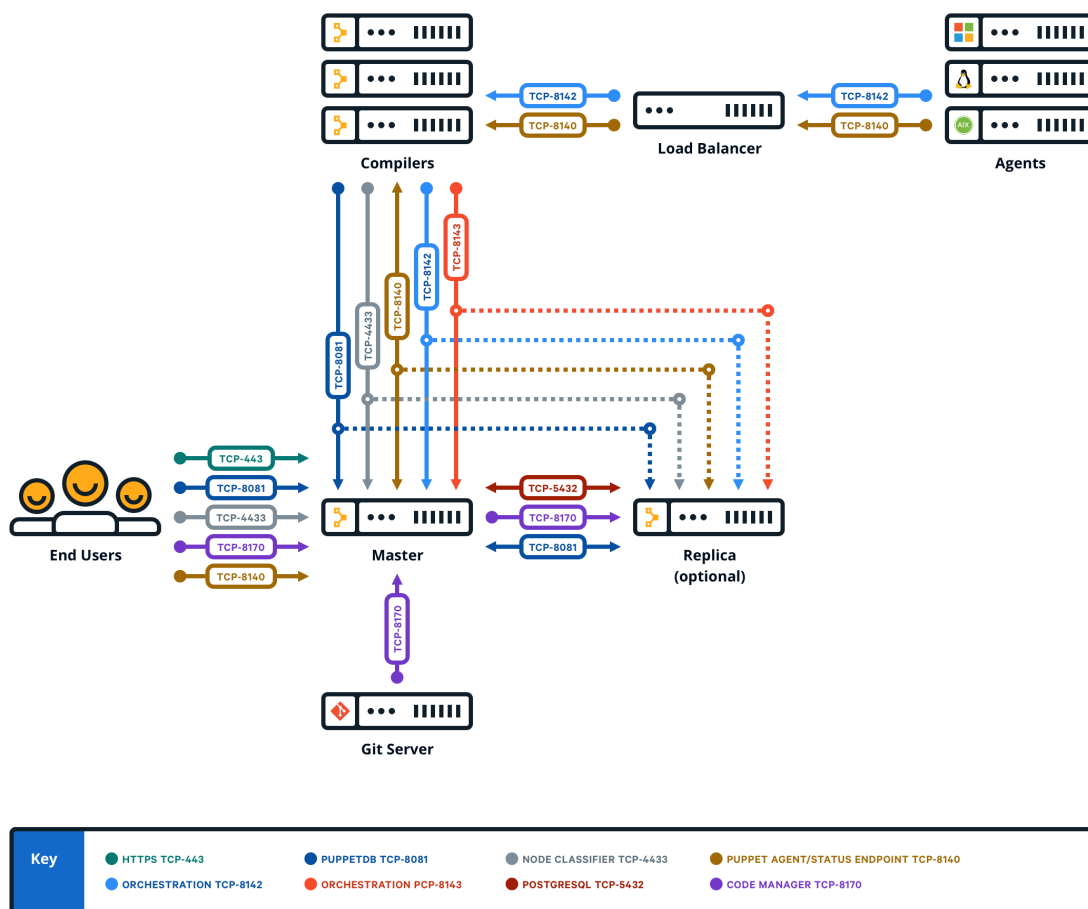 TCP-8142
TCP-8142
TCP-8140
TCP-8140
AIX
Compilers
Load Balancer
Agents
TCP-8143
TCP-8142
TCP-8140
TCP-4433
TCP-8081
TCP-443
TCP-8081
TCP-4433
TCP-8170
TCP-8140
TCP-5432
TCP-8170
TCP-8081
End Users
Master
Replica
(optional)
TCP-8170
Git Server
Key
HTTPS TCP-443
PUPPETDB TCP-8081
NODE CLASSIFIER TCP-4433
PUPPET AGENT/STATUS ENDPOINT TCP-8140
ORCHESTRATION TCP-8142
ORCHESTRATION PCP-8143
POSTGRESQL TCP-5432
CODE MANAGER TCP-8170